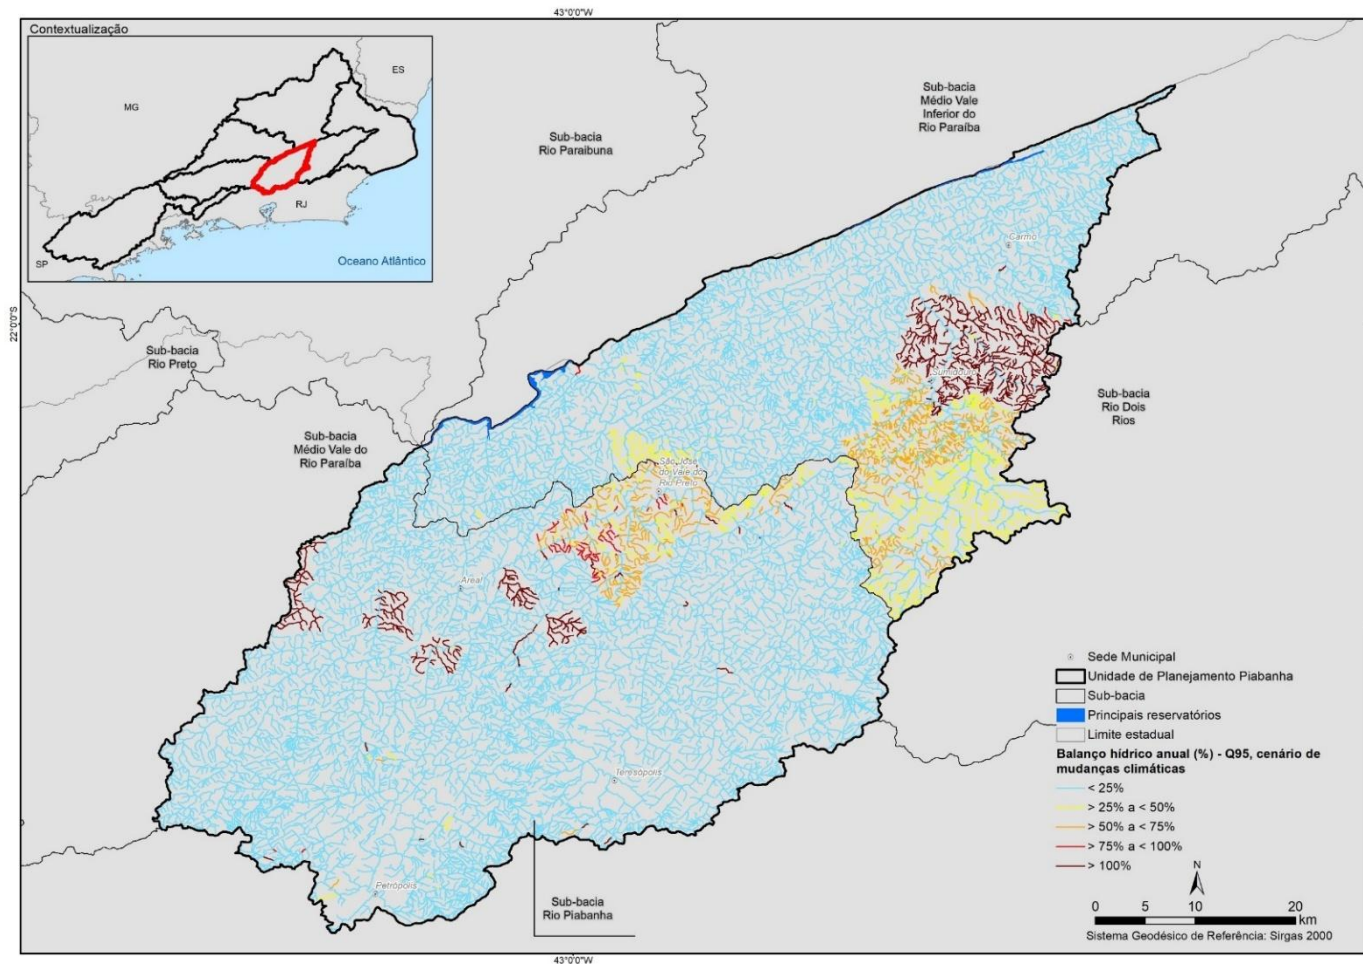 43°0'0"W
Contextualização
ES
MG
RJ
SP
Oceano Atlântico
Sub-bacia
Médio Vale
Inferior do
Rio Paraíba
Sub-bacia
Rio Paraibuna
Carmo
22°0'0"S
Sub-bacia
Rio Preto
Sumidouro
Sub-bacia
Rio Dois
Rios
Sub-bacia
Médio Vale do
Rio Paraíba
São José
do Vale do
Rio Preto
Areal
Teresópolis
Petrópolis
Sub-bacia
Rio Piabanha
Sede Municipal
Unidade de Planejamento Piabanha
Sub-bacia
Principais reservatórios
Limite estadual
Balanço hídrico anual (%) - Q95, cenário de
mudanças climáticas
< 25%
> 25% a < 50%
> 50% a < 75%
> 75% a < 100%
> 100%
N
0 5 10 20
km
Sistema Geodésico de Referência: Sirgas 2000
43°0'0"W